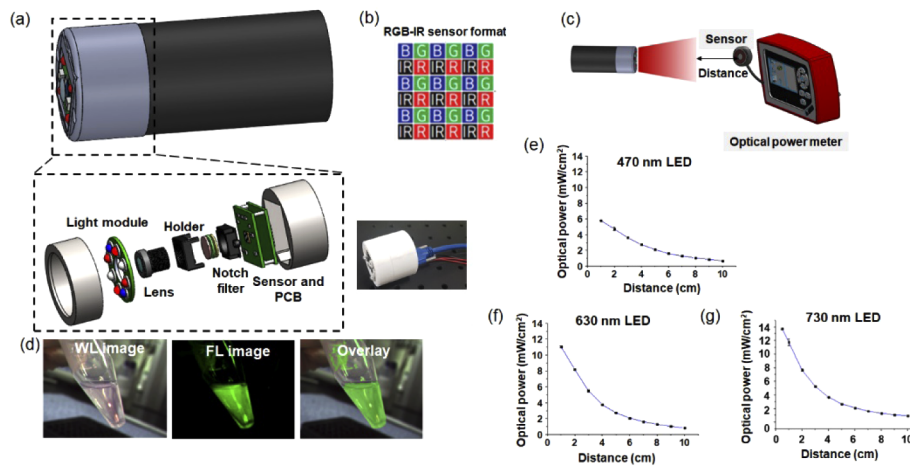 (a)
(b)
RGB-IR sensor format
B G B G B G
IR R IR R IR R
B G B G B G
IR R IR R IR R
B G B G B G
IR R IR R IR R
(c)
Sensor
Distance
Optical power meter
Light module
Holder
Lens
Notch
filter
Sensor and
PCB
(d)
WL image
FL image
Overlay
(e)
470 nm LED
Optical power (mW/cm²)
14
12
10
8
6
4
2
0
0 2 4 6 8 10
Distance (cm)
(f)
630 nm LED
Optical power (mW/cm²)
14
12
10
8
6
4
2
0
0 2 4 6 8 10
Distance (cm)
(g)
730 nm LED
Optical power (mW/cm²)
14
12
10
8
6
4
2
0
0 2 4 6 8 10
Distance (cm)